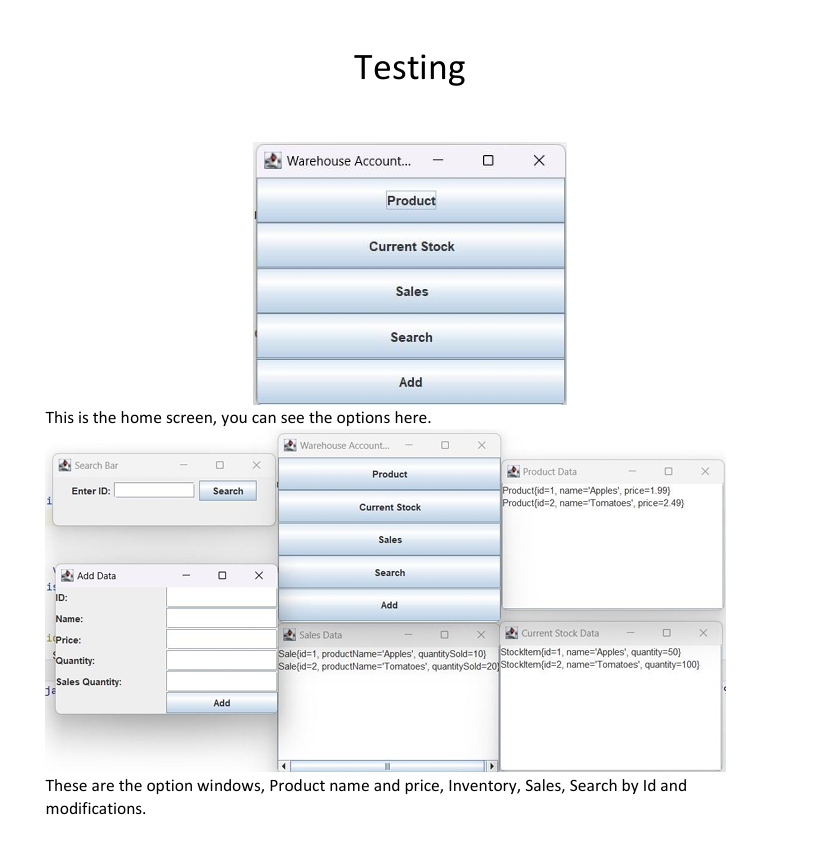 Testing
Warehouse Account...
Product
Current Stock
Sales
Search
Add
This is the home screen, you can see the options here.
Search Bar
Enter ID:
Search
Warehouse Account...
Product
Current Stock
Sales
Search
Add
Product Data
Product{id=1, name='Apples', price=1.99}
Product{id=2, name='Tomatoes', price=2.49}
Add Data
ID:
Name:
Price:
Quantity:
Sales Quantity:
Add
Sales Data
Sale{id=1, productName='Apples', quantitySold=10}
Sale{id=2, productName='Tomatoes', quantitySold=20}
Current Stock Data
StockItem{id=1, name='Apples', quantity=50}
StockItem{id=2, name='Tomatoes', quantity=100}
These are the option windows, Product name and price, Inventory, Sales, Search by Id and
modifications.